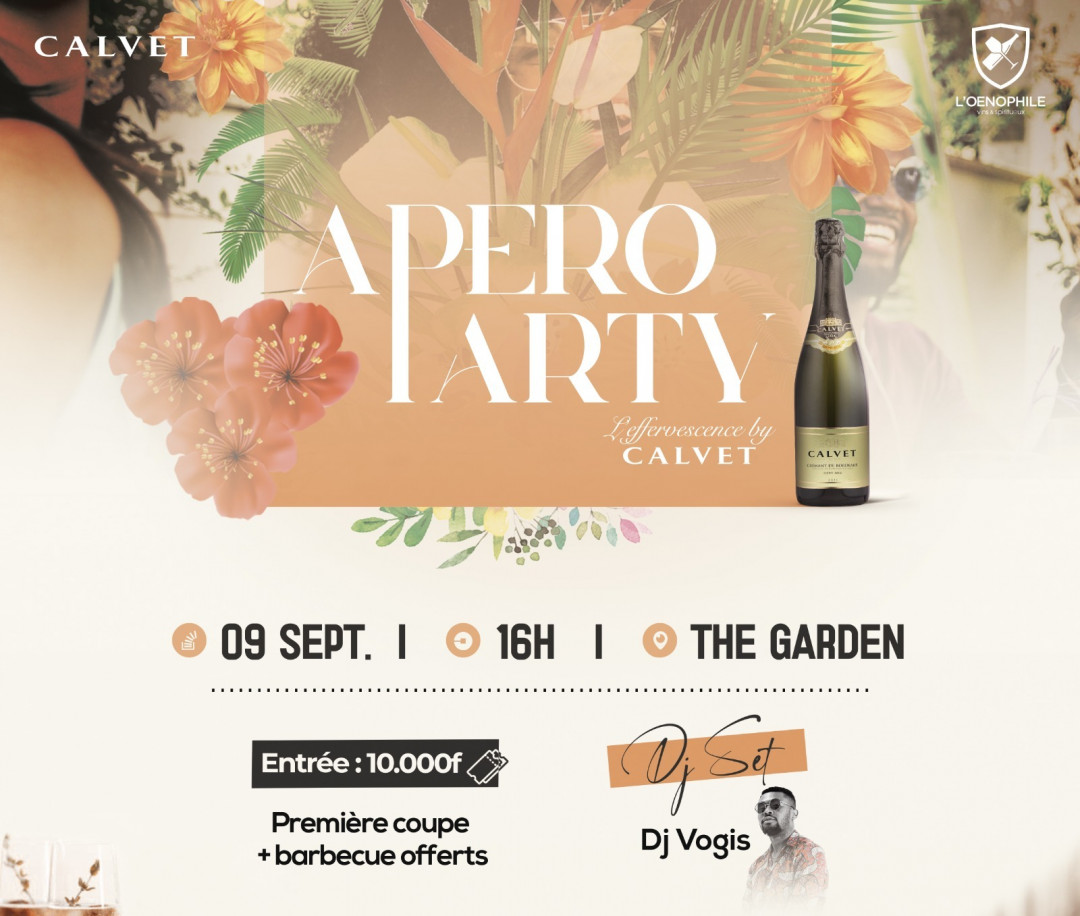 CALVET
L'OENOPHILE
APERO
PARTY
L'effervescence by
CALVET
CALVET
09 SEPT. | 16H | THE GARDEN
Entrée : 10.000f
Dj Set
Première coupe
+ barbecue offerts
Dj Vogis